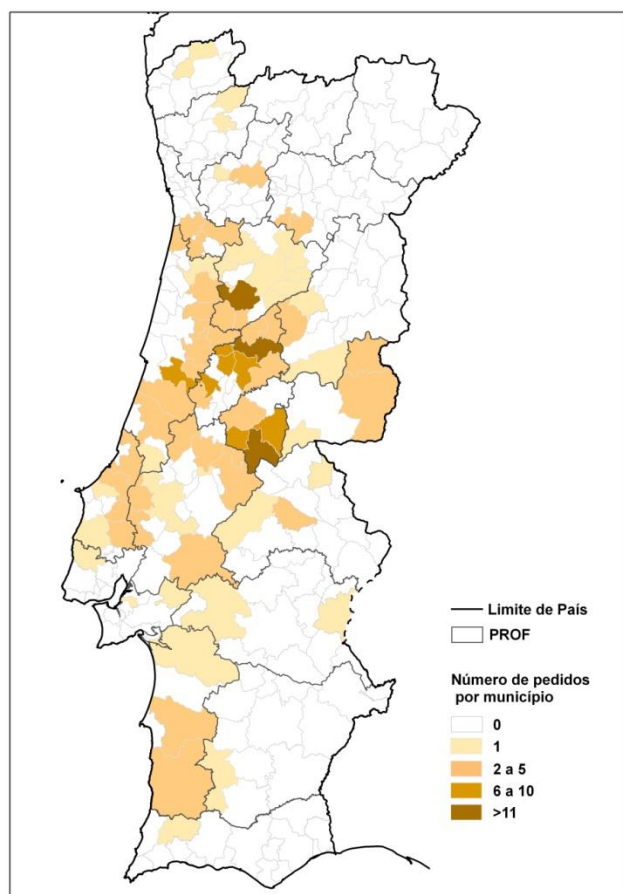 Limite de País
PROF
Número de pedidos
por município
0
1
2 a 5
6 a 10
>11